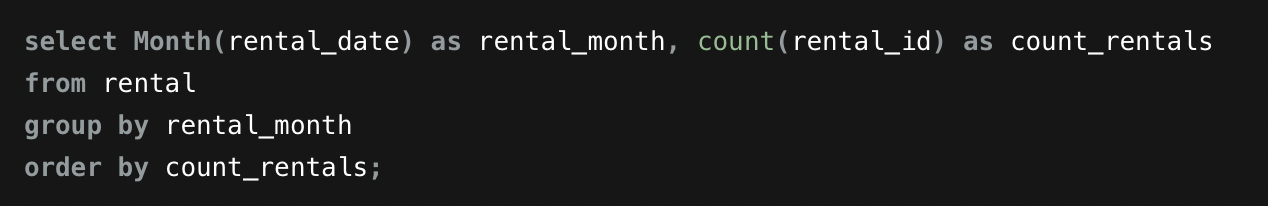 select Month(rental_date) as rental_month, count(rental_id) as count_rentals
from rental
group by rental_month
order by count_rentals;